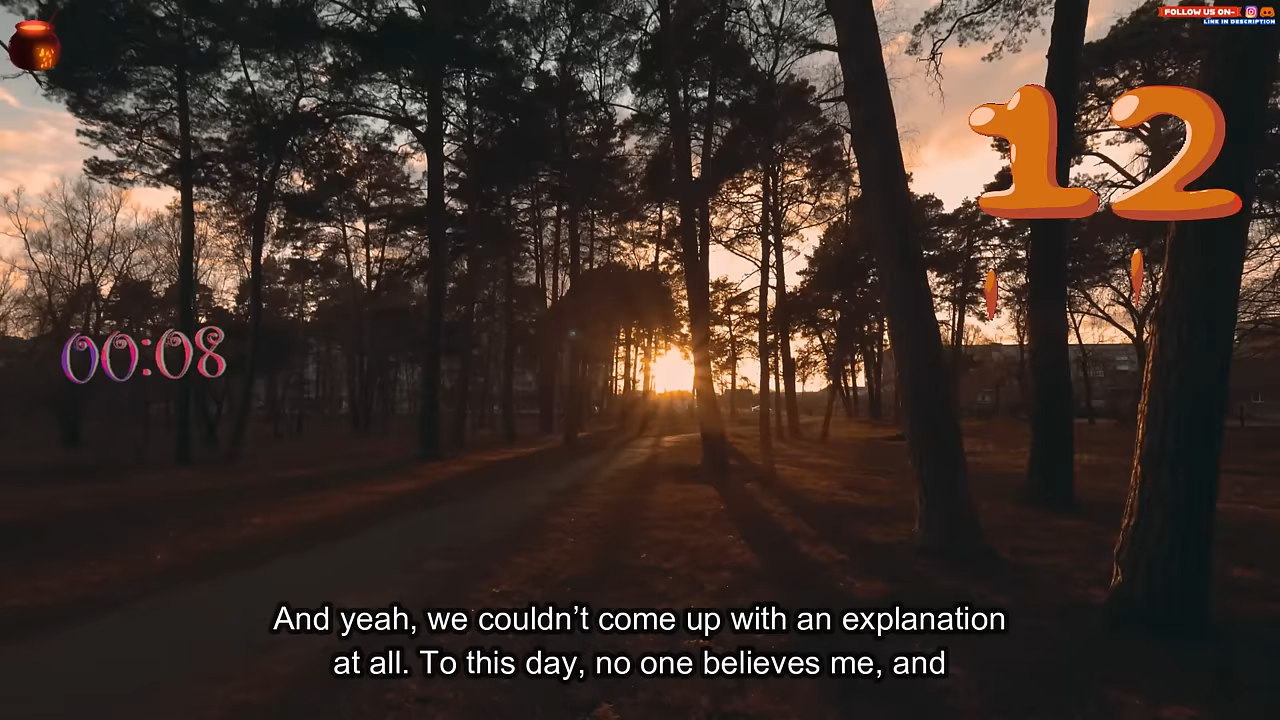 FOLLOW US ON-
LINK IN DESCRIPTION
12
00:08
And yeah, we couldn’t come up with an explanation
at all. To this day, no one believes me, and